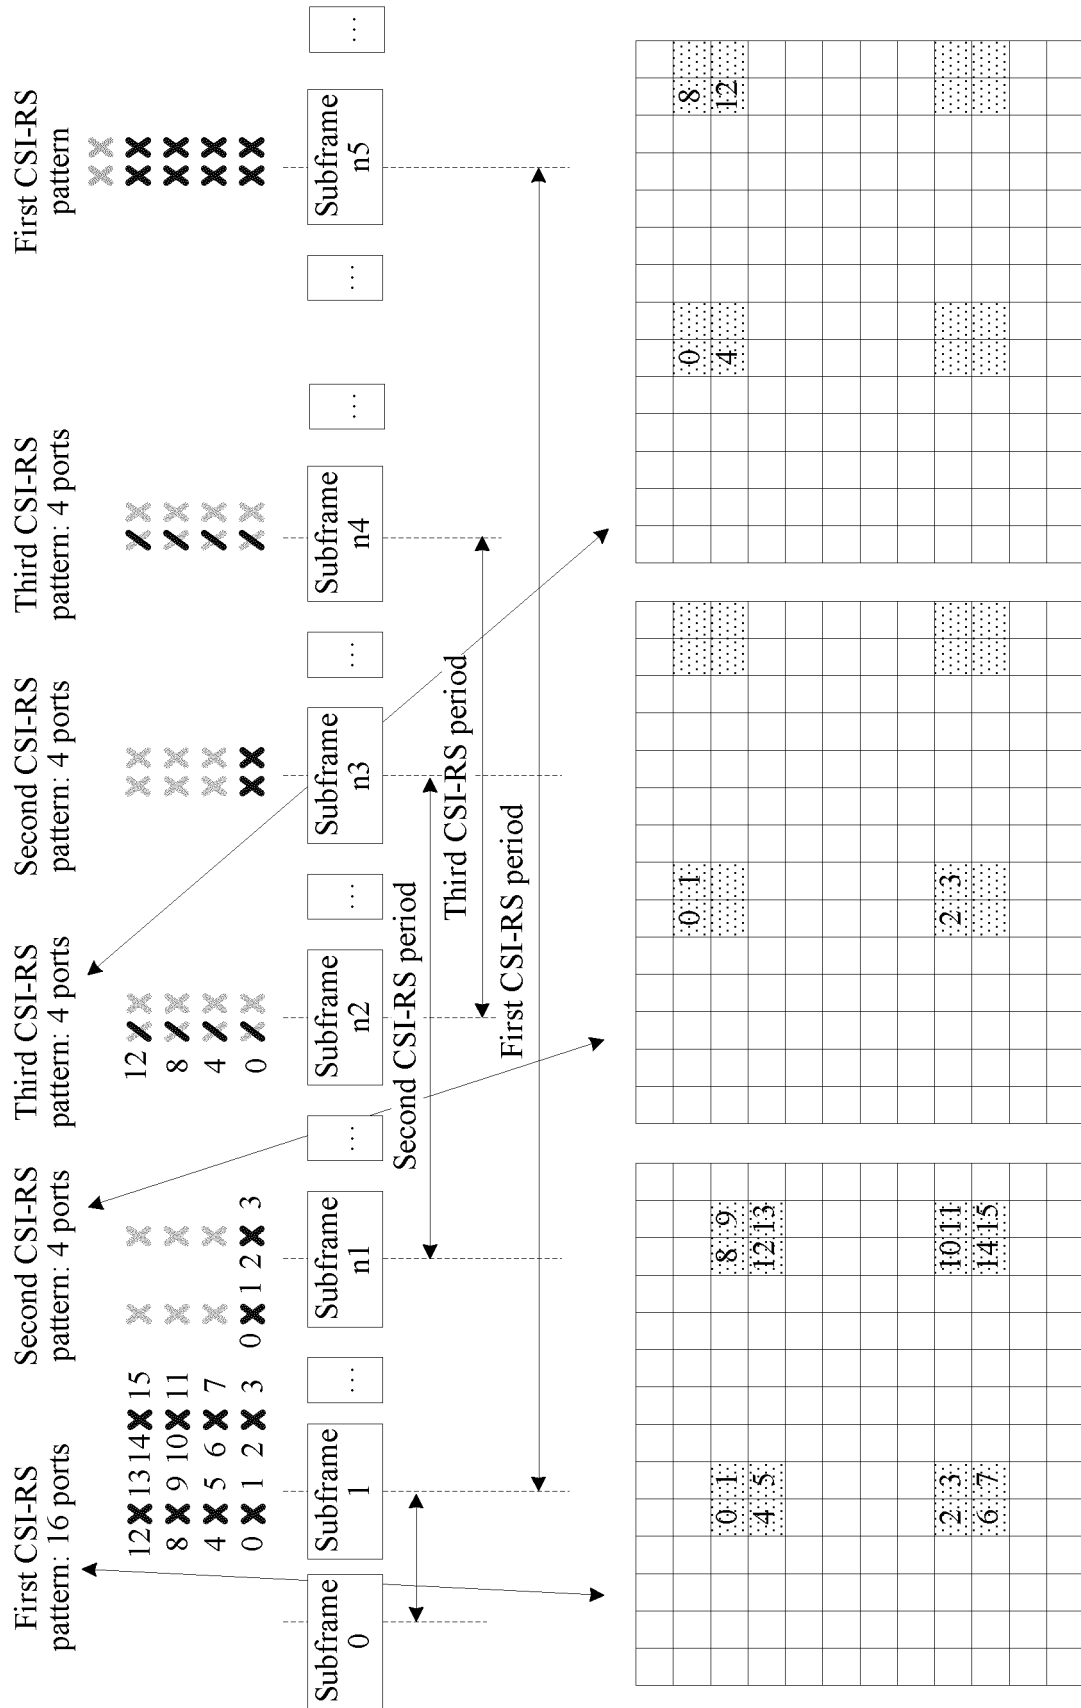 First CSI-RS
pattern: 16 ports
Second CSI-RS
pattern: 4 ports
Third CSI-RS
pattern: 4 ports
Second CSI-RS
pattern: 4 ports
Third CSI-RS
pattern: 4 ports
First CSI-RS
pattern
12 13 14 15
8 9 10 11
4 5 6 7
0 1 2 3
0 1 2 3
12
8
4
0
Subframe
0
Subframe
1
...
Subframe
n1
...
Subframe
n2
...
Subframe
n3
...
Subframe
n4
...
...
Subframe
n5
...
Second CSI-RS period
Third CSI-RS period
First CSI-RS period
0 1 8 9
4 5 12 13
2 3 10 11
6 7 14 15
0 1
2 3
0 8
4 12